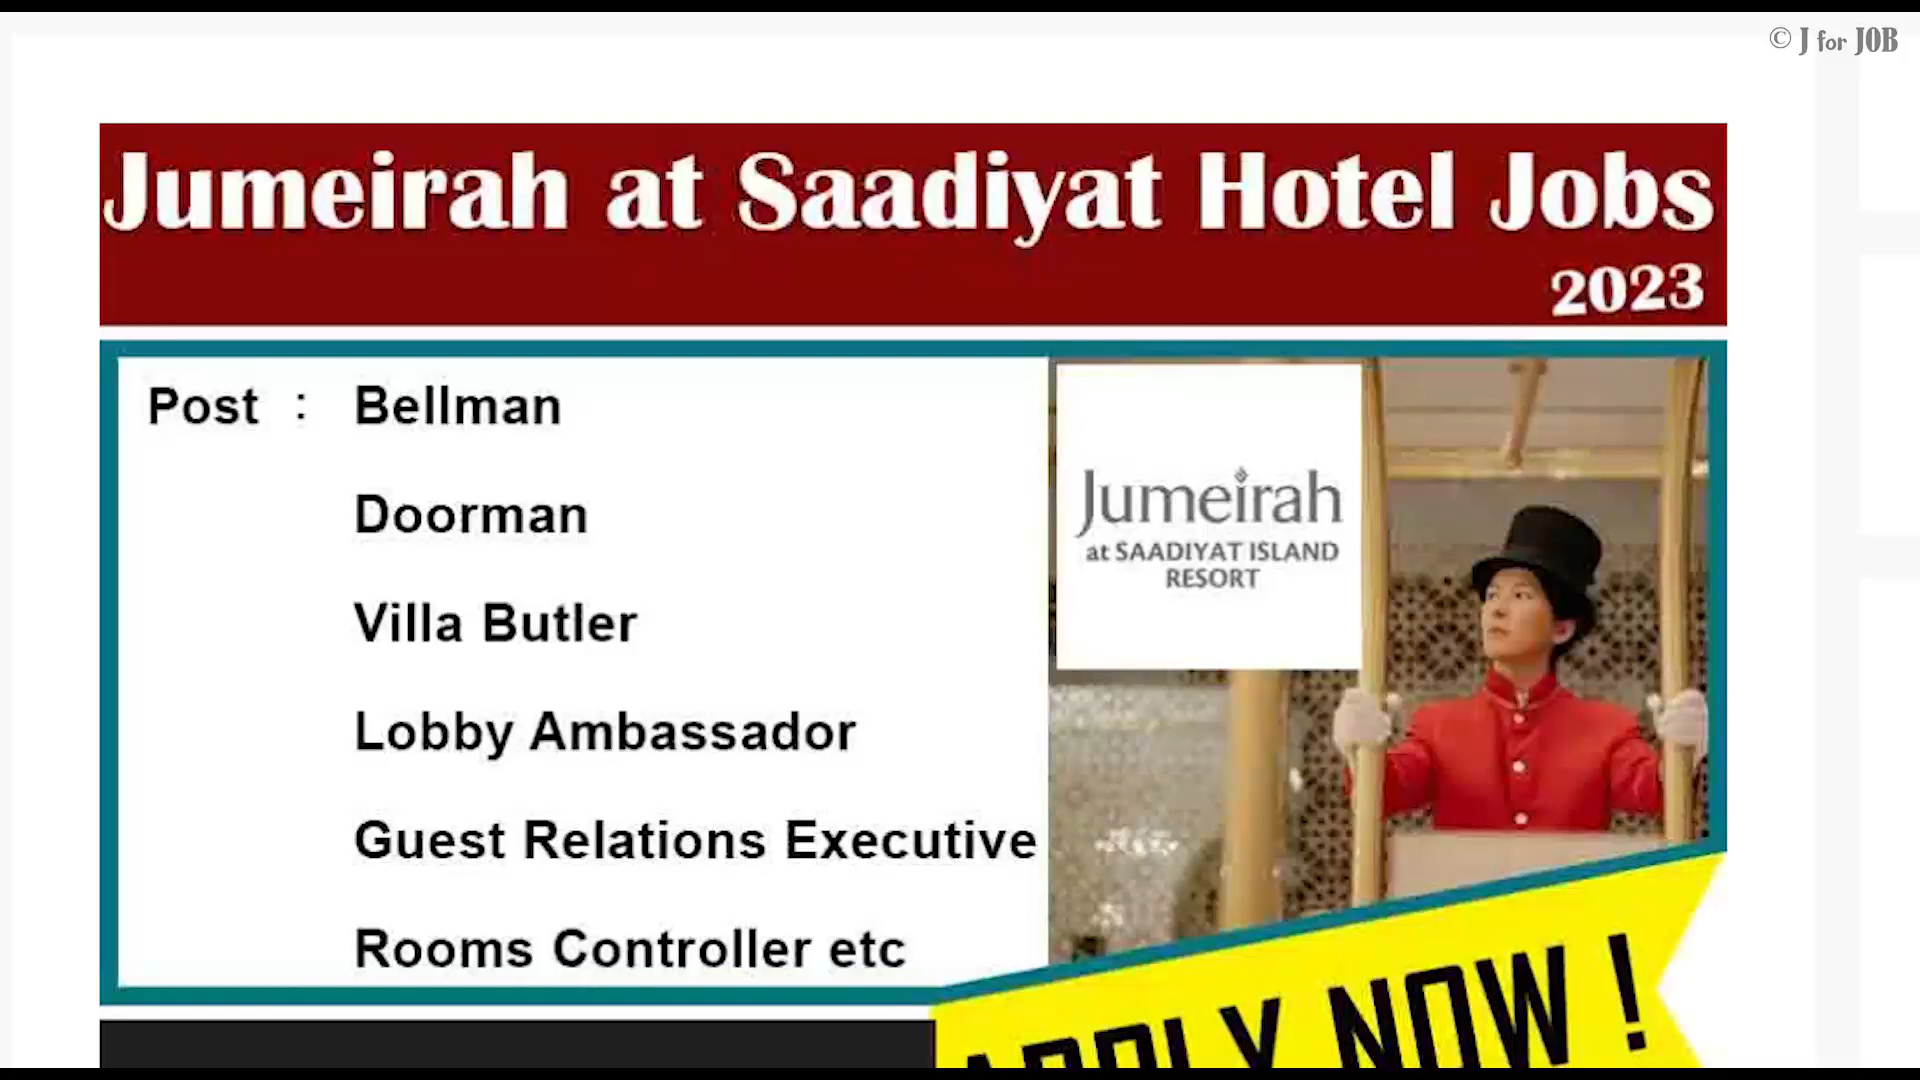 © J for JOB
Jumeirah at Saadiyat Hotel Jobs
2023
Post : Bellman
Doorman
Villa Butler
Lobby Ambassador
Guest Relations Executive
Rooms Controller etc
Jumeirah
at SAADIYAT ISLAND
RESORT
APPLY NOW !